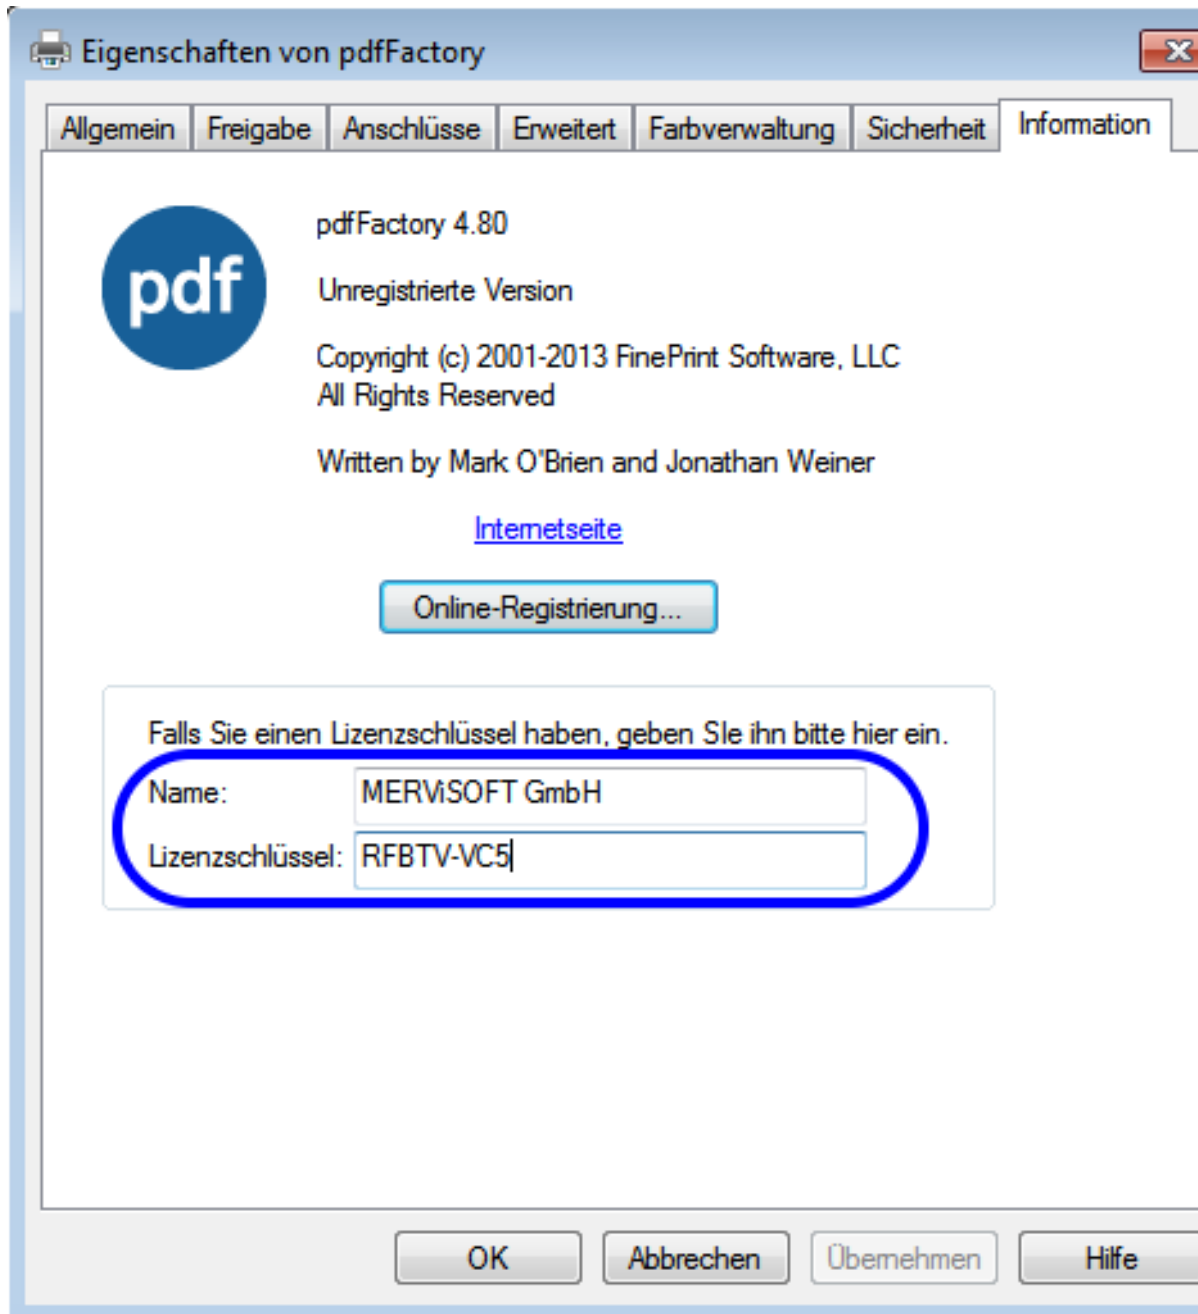 Eigenschaften von pdfFactory
Allgemein Freigabe Anschlüsse Erweitert Farbverwaltung Sicherheit Information
pdf
pdfFactory 4.80
Unregistrierte Version
Copyright (c) 2001-2013 FinePrint Software, LLC
All Rights Reserved
Written by Mark O'Brien and Jonathan Weiner
Internetseite
Online-Registrierung...
Falls Sie einen Lizenzschlüssel haben, geben SIe ihn bitte hier ein.
Name: MERViSOFT GmbH
Lizenzschlüssel: RFBTV-VC5
OK Abbrechen Übernehmen Hilfe